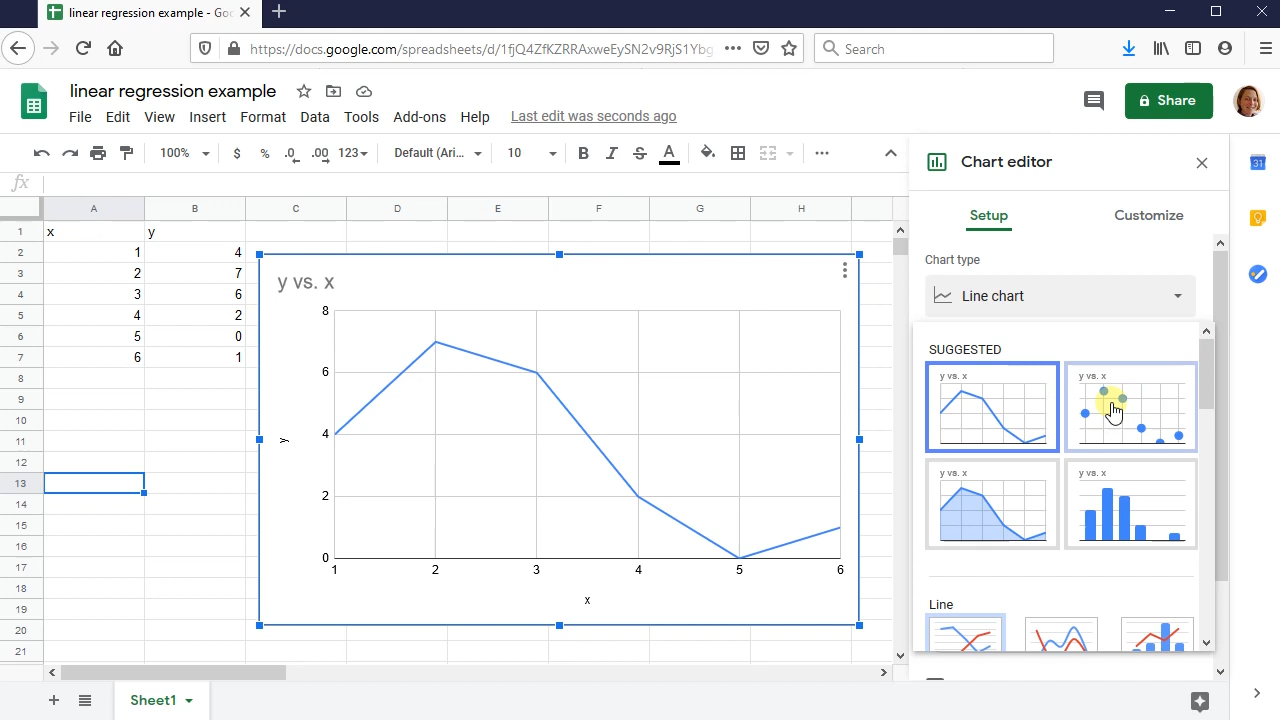 linear regression example - Goo
https://docs.google.com/spreadsheets/d/1fjQ4ZfKZRRAxweEySN2v9RjS1Ybg
Search
linear regression example
File Edit View Insert Format Data Tools Add-ons Help Last edit was seconds ago
Share
100% $ % .0 .00 123 Default (Ari... 10 B I S A
fx
A B C D E F G H
1 x y
2 1 4
3 2 7
4 3 6
5 4 2
6 5 0
7 6 1
8
9
10
11
12
13
14
15
16
17
18
19
20
21
y vs. x
8
6
4
2
0
1 2 3 4 5 6
y
x
Chart editor
Setup Customize
Chart type
Line chart
SUGGESTED
y vs. x y vs. x
y vs. x y vs. x
Line
31
Sheet1